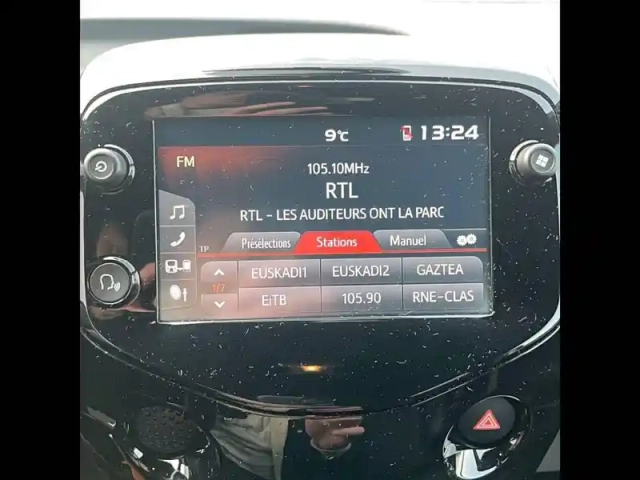 9°C 13:24
FM
105.10MHz
RTL
RTL - LES AUDITEURS ONT LA PARC
TP Présélections Stations Manuel
EUSKADI1 EUSKADI2 GAZTEA
1/7
EiTB 105.90 RNE-CLAS